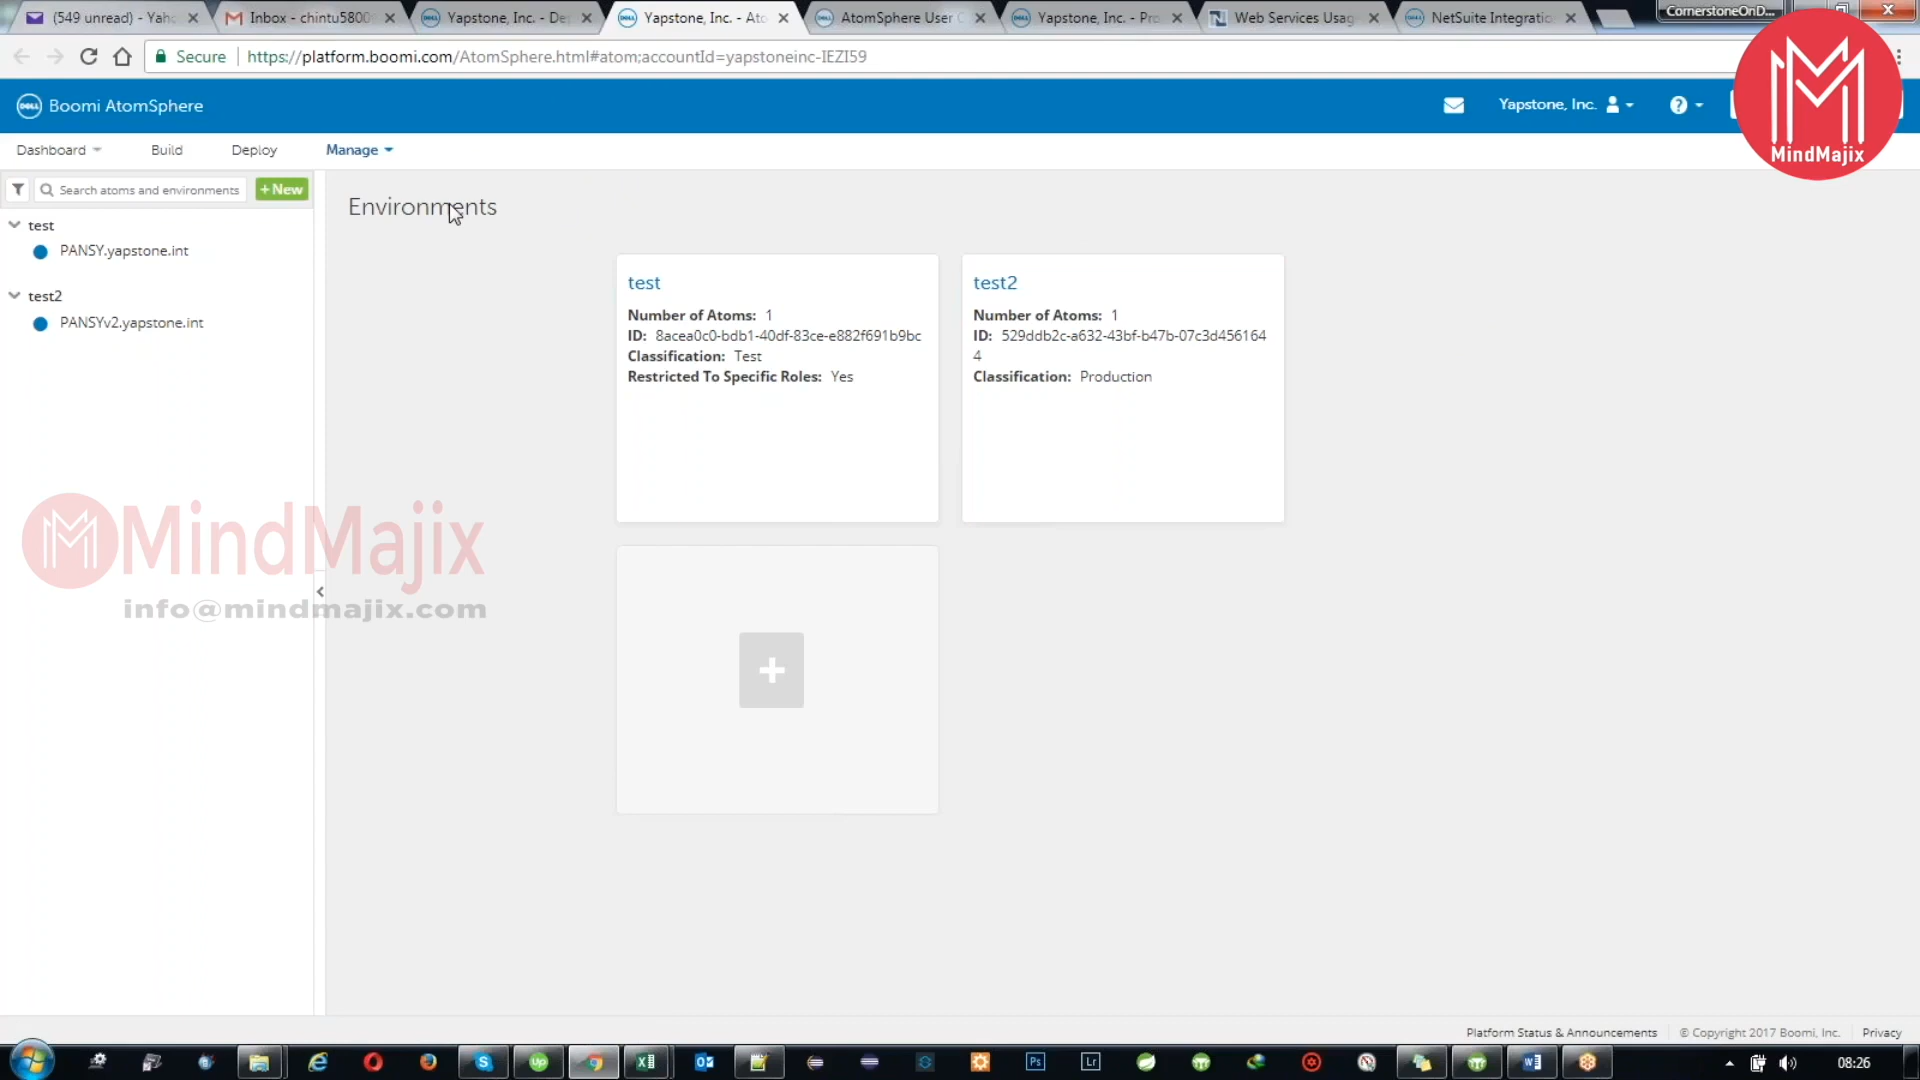 (549 unread) - Yah
Inbox - chintu5800
Yapstone, Inc. - De
Yapstone, Inc. - Ato
AtomSphere User
Yapstone, Inc. - Pro
Web Services Usag
NetSuite Integratio
CornerstoneOnD...
Secure
https://platform.boomi.com/AtomSphere.html#atom;accountId=yapstoneinc-IEZI59
DELL Boomi AtomSphere
Yapstone, Inc.
?
MindMajix
Dashboard
Build
Deploy
Manage
Search atoms and environments
+ New
test
PANSY.yapstone.int
test2
PANSYv2.yapstone.int
Environments
test
Number of Atoms: 1
ID: 8acea0c0-bdb1-40df-83ce-e882f691b9bc
Classification: Test
Restricted To Specific Roles: Yes
test2
Number of Atoms: 1
ID: 529ddb2c-a632-43bf-b47b-07c3d456164
4
Classification: Production
MindMajix
info@mindmajix.com
Platform Status & Announcements
© Copyright 2017 Boomi, Inc.
Privacy
Up
Ps
Lr
08:26